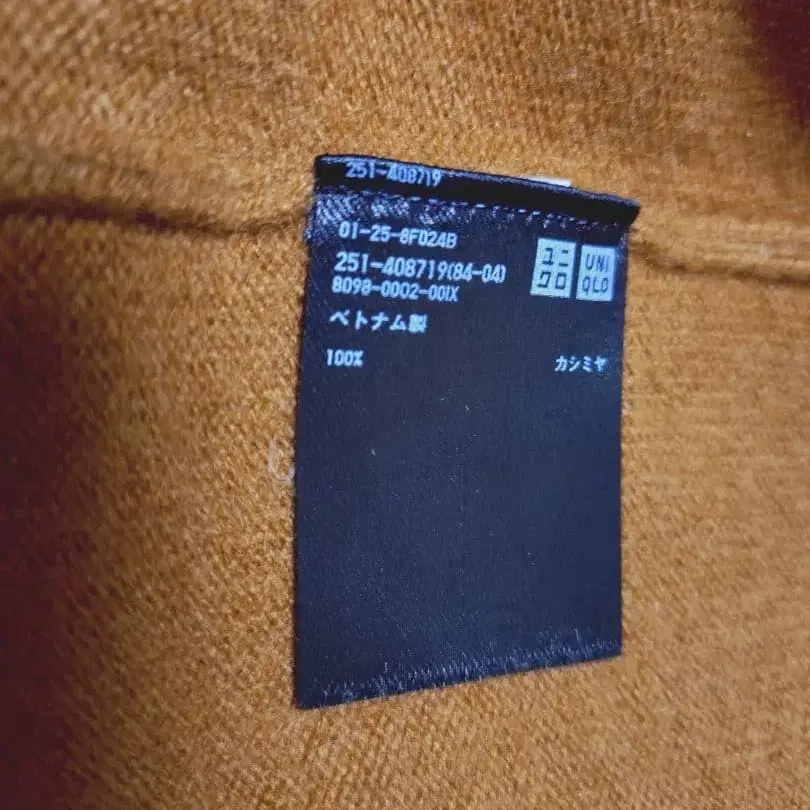 251-408719
01-25-8F024B
251-408719(84-04)
8098-0002-001X
ベトナム製
100% カシミヤ
ユニ
クロ
UNI
QLO